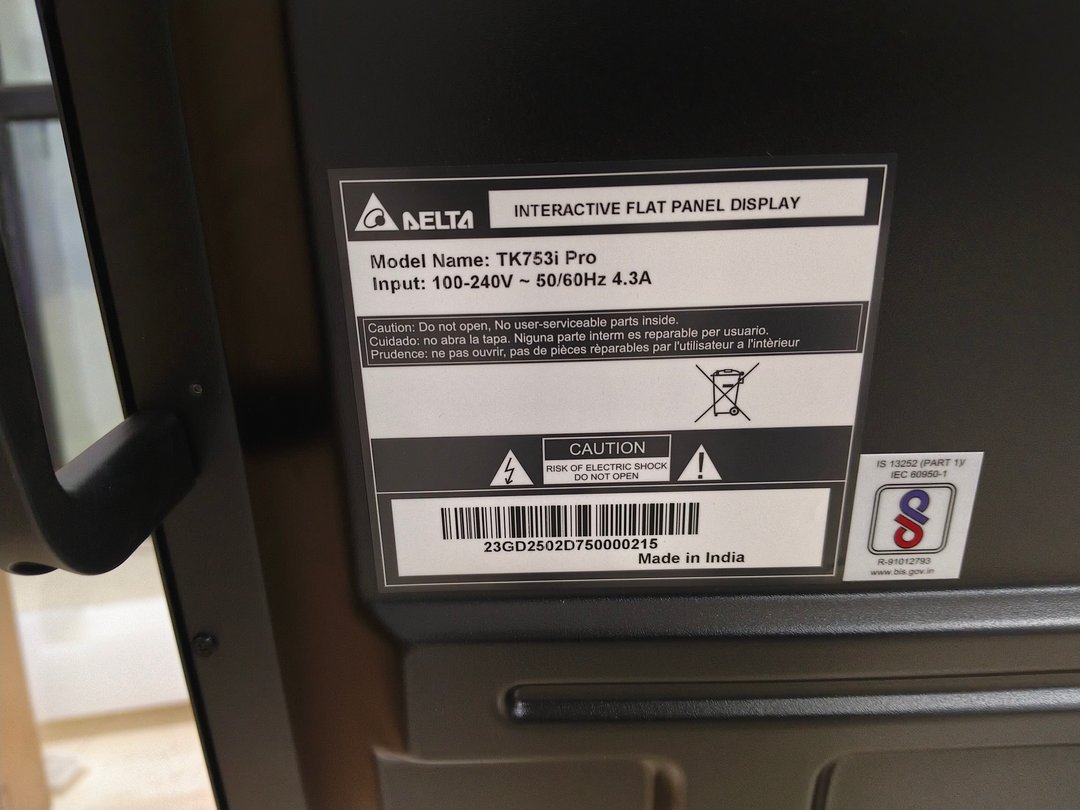 DELTA
INTERACTIVE FLAT PANEL DISPLAY
Model Name: TK753i Pro
Input: 100-240V ~ 50/60Hz 4.3A
Caution: Do not open, No user-serviceable parts inside.
Cuidado: no abra la tapa. Niguna parte interm es reparable per usuario.
Prudence: ne pas ouvrir, pas de pièces rèparables par l'utilisateur a l'intèrieur
CAUTION
RISK OF ELECTRIC SHOCK
DO NOT OPEN
23GD2502D750000215
Made in India
IS 13252 (PART 1)/
IEC 60950-1
R-91012793
www.bis.gov.in